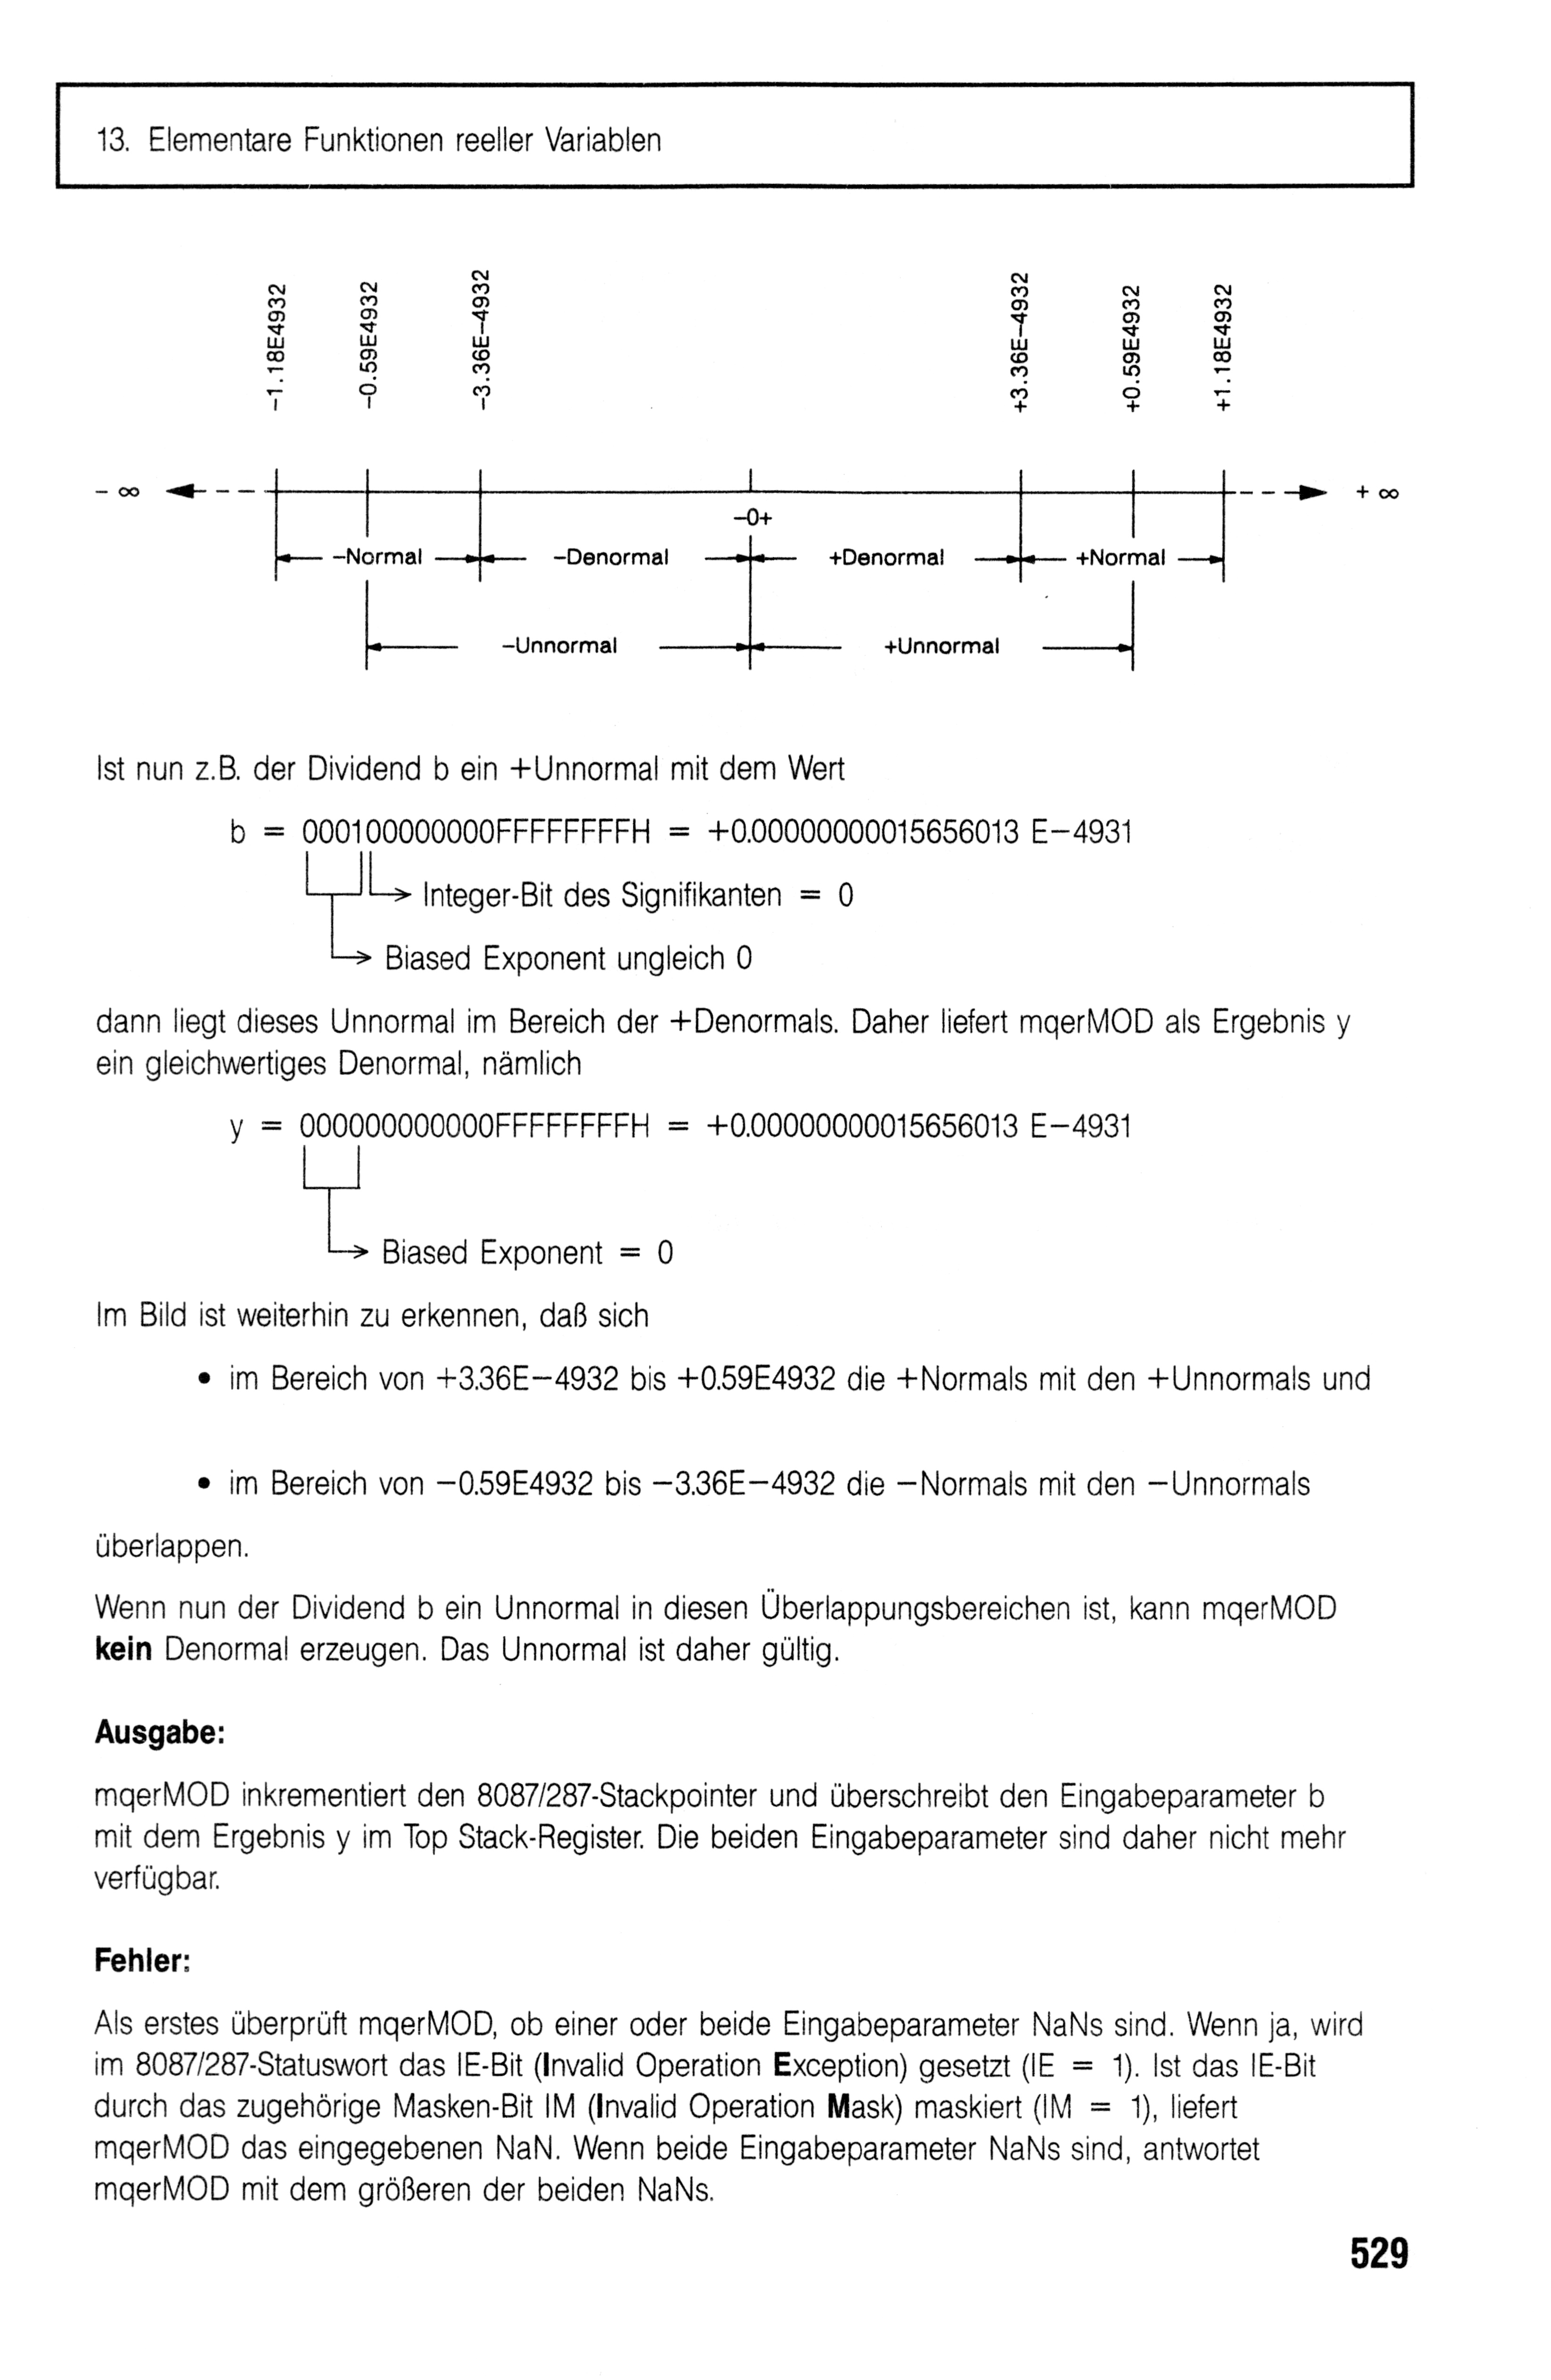 13. Elementare Funktionen reeller Variablen
−1.18E4932
−0.59E4932
−3.36E−4932
+3.36E−4932
+0.59E4932
+1.18E4932
− ∞
+ ∞
−0+
−Normal
−Denormal
+Denormal
+Normal
−Unnormal
+Unnormal
Ist nun z.B. der Dividend b ein +Unnormal mit dem Wert
b = 000100000000FFFFFFFFH = +0.00000000015656013 E−4931
Integer-Bit des Signifikanten = 0
Biased Exponent ungleich 0
dann liegt dieses Unnormal im Bereich der +Denormals. Daher liefert mqerMOD als Ergebnis y
ein gleichwertiges Denormal, nämlich
y = 000000000000FFFFFFFFH = +0.00000000015656013 E−4931
Biased Exponent = 0
Im Bild ist weiterhin zu erkennen, daß sich
• im Bereich von +3.36E−4932 bis +0.59E4932 die +Normals mit den +Unnormals und
• im Bereich von −0.59E4932 bis −3.36E−4932 die −Normals mit den −Unnormals
überlappen.
Wenn nun der Dividend b ein Unnormal in diesen Überlappungsbereichen ist, kann mqerMOD
kein Denormal erzeugen. Das Unnormal ist daher gültig.
Ausgabe:
mqerMOD inkrementiert den 8087/287-Stackpointer und überschreibt den Eingabeparameter b
mit dem Ergebnis y im Top Stack-Register. Die beiden Eingabeparameter sind daher nicht mehr
verfügbar.
Fehler:
Als erstes überprüft mqerMOD, ob einer oder beide Eingabeparameter NaNs sind. Wenn ja, wird
im 8087/287-Statuswort das IE-Bit (Invalid Operation Exception) gesetzt (IE = 1). Ist das IE-Bit
durch das zugehörige Masken-Bit IM (Invalid Operation Mask) maskiert (IM = 1), liefert
mqerMOD das eingegebenen NaN. Wenn beide Eingabeparameter NaNs sind, antwortet
mqerMOD mit dem größeren der beiden NaNs.
529